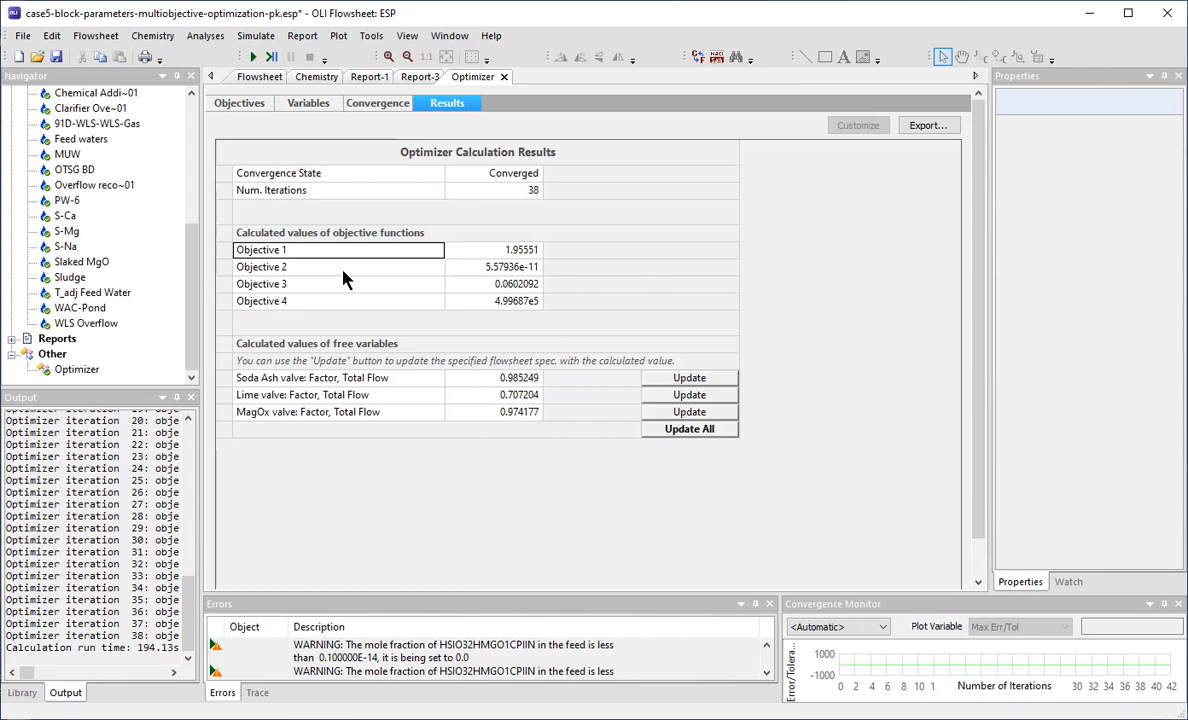 case5-block-parameters-multiobjective-optimization-pk.esp* - OLI Flowsheet: ESP
File Edit Flowsheet Chemistry Analyses Simulate Report Plot Tools View Window Help
Navigator
Chemical Addi~01
Clarifier Ove~01
91D-WLS-WLS-Gas
Feed waters
MUW
OTSG BD
Overflow reco~01
PW-6
S-Ca
S-Mg
S-Na
Slaked MgO
Sludge
T_adj Feed Water
WAC-Pond
WLS Overflow
Reports
Other
Optimizer
Output
Optimizer iteration 19: obje
Optimizer iteration 20: obje
Optimizer iteration 21: obje
Optimizer iteration 22: obje
Optimizer iteration 23: obje
Optimizer iteration 24: obje
Optimizer iteration 25: obje
Optimizer iteration 26: obje
Optimizer iteration 27: obje
Optimizer iteration 28: obje
Optimizer iteration 29: obje
Optimizer iteration 30: obje
Optimizer iteration 31: obje
Optimizer iteration 32: obje
Optimizer iteration 33: obje
Optimizer iteration 34: obje
Optimizer iteration 35: obje
Optimizer iteration 36: obje
Optimizer iteration 37: obje
Optimizer iteration 38: obje
Calculation run time: 194.13s
Library Output
Flowsheet Chemistry Report-1 Report-3 Optimizer
Objectives Variables Convergence Results
Customize Export...
Optimizer Calculation Results
Convergence State Converged
Num. Iterations 38
Calculated values of objective functions
Objective 1 1.95551
Objective 2 5.57936e-11
Objective 3 0.0602092
Objective 4 4.99687e5
Calculated values of free variables
You can use the "Update" button to update the specified flowsheet spec. with the calculated value.
Soda Ash valve: Factor, Total Flow 0.985249 Update
Lime valve: Factor, Total Flow 0.707204 Update
MagOx valve: Factor, Total Flow 0.974177 Update
Update All
Errors
Object Description
WARNING: The mole fraction of HSIO32HMGO1CPIIN in the feed is less
than 0.100000E-14, it is being set to 0.0
WARNING: The mole fraction of HSIO32HMGO1CPIIN in the feed is less
Errors Trace
Properties
Properties Watch
Convergence Monitor
<Automatic> Plot Variable Max Err/Tol
Error/Tolera...
1000
-1000
0 2 4 6 8 10 1 Number of Iterations 30 32 34 36 38 40 42